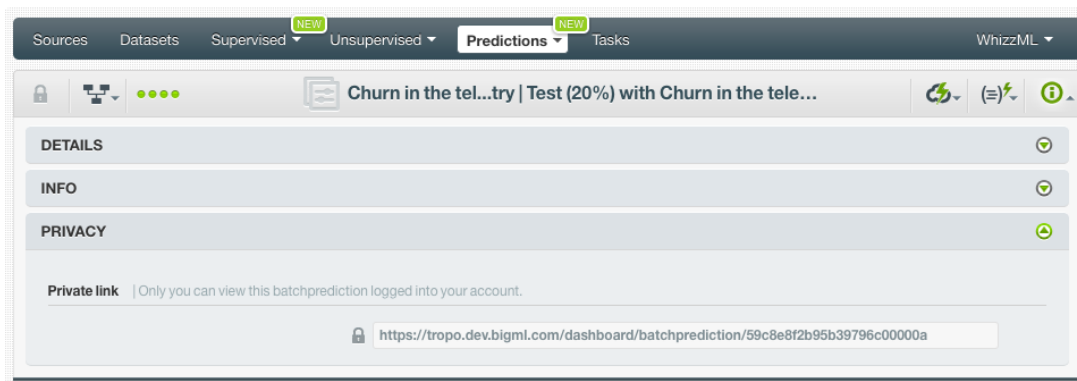 NEW NEW
Sources Datasets Supervised Unsupervised Predictions Tasks WhizzML
Churn in the tel...try | Test (20%) with Churn in the tele...
DETAILS
INFO
PRIVACY
Private link | Only you can view this batchprediction logged into your account.
https://tropo.dev.bigml.com/dashboard/batchprediction/59c8e8f2b95b39796c00000a